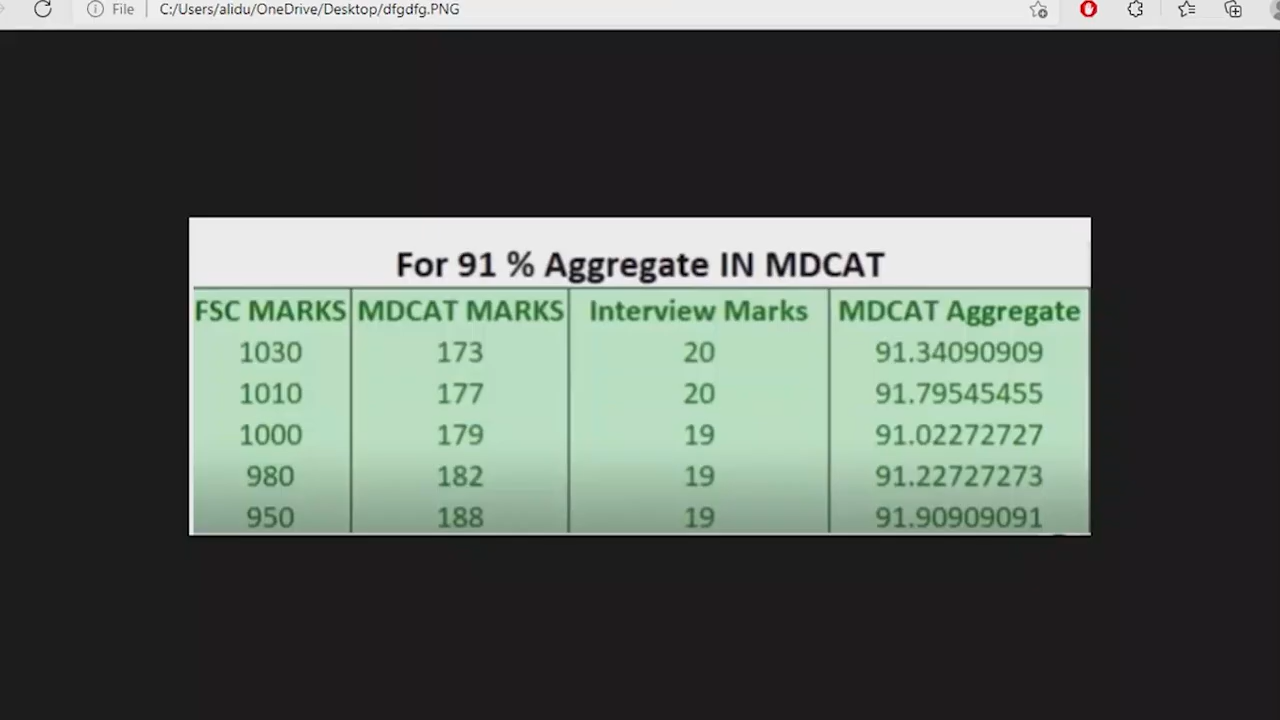 File C:/Users/alidu/OneDrive/Desktop/dfgdfg.PNG
For 91 % Aggregate IN MDCAT
FSC MARKS MDCAT MARKS Interview Marks MDCAT Aggregate
1030 173 20 91.34090909
1010 177 20 91.79545455
1000 179 19 91.02272727
980 182 19 91.22727273
950 188 19 91.90909091